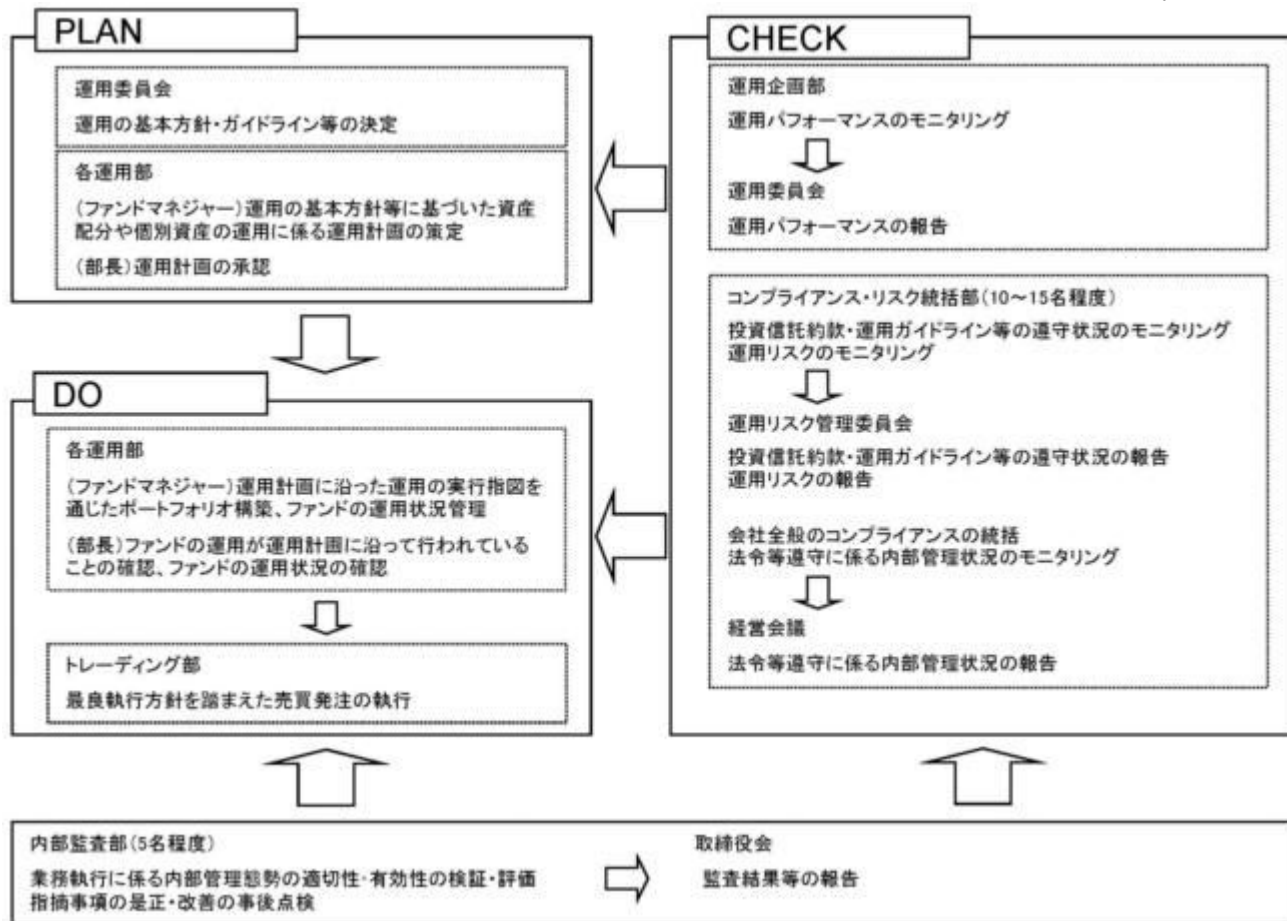 PLAN
運用委員会
運用の基本方針・ガイドライン等の決定
各運用部
(ファンドマネジャー)運用の基本方針等に基づいた資産
配分や個別資産の運用に係る運用計画の策定
(部長)運用計画の承認
DO
各運用部
(ファンドマネジャー)運用計画に沿った運用の実行指図を
通じたポートフォリオ構築、ファンドの運用状況管理
(部長)ファンドの運用が運用計画に沿って行われている
ことの確認、ファンドの運用状況の確認
トレーディング部
最良執行方針を踏まえた売買発注の執行
CHECK
運用企画部
運用パフォーマンスのモニタリング
運用委員会
運用パフォーマンスの報告
コンプライアンス・リスク統括部(10～15名程度)
投資信託約款・運用ガイドライン等の遵守状況のモニタリング
運用リスクのモニタリング
運用リスク管理委員会
投資信託約款・運用ガイドライン等の遵守状況の報告
運用リスクの報告
会社全般のコンプライアンスの統括
法令等遵守に係る内部管理状況のモニタリング
経営会議
法令等遵守に係る内部管理状況の報告
内部監査部(5名程度)
業務執行に係る内部管理態勢の適切性・有効性の検証・評価
指摘事項の是正・改善の事後点検
取締役会
監査結果等の報告